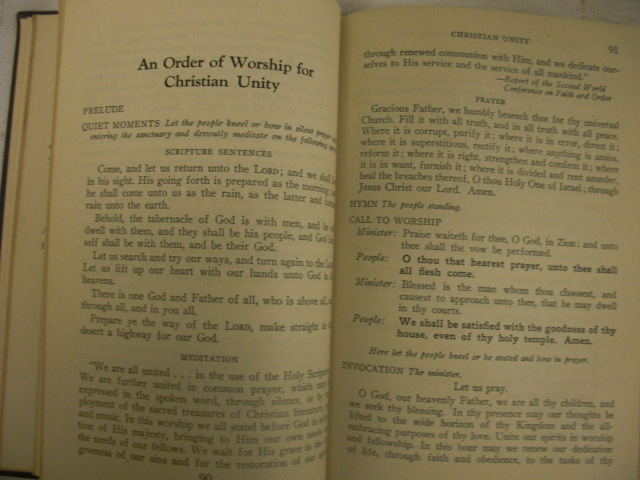 An Order of Worship for
Christian Unity
PRELUDE
QUIET MOMENTS Let the people kneel or bow in silent prayer
entering the sanctuary and devoutly meditate on the following
SCRIPTURE SENTENCES
Come, and let us return unto the LORD; and we shall
in his sight. His going forth is prepared as the morning,
he shall come unto us as the rain, as the latter and
rain unto the earth.
Behold, the tabernacle of God is with men, and he
dwell with them, and they shall be his people, and God
self shall be with them, and be their God.
Let us search and try our ways, and turn again to the
Let us lift up our heart with our hands unto God in
heavens.
There is one God and Father of all, who is above all,
through all, and in you all.
Prepare ye the way of the LORD, make straight in
desert a highway for our God.
MEDITATION
"We are all united . . . in the use of the Holy
We are further united in common prayer, which
expressed in the spoken word, through silence, or by
ployment of the sacred treasures of Christian literature,
and music. In this worship we all stand before God in
tion of His majesty, bringing to Him our own
the needs of our fellows. We wait for His grace in the
giveness of our sins and for the restoration of our
90
CHRISTIAN UNITY
91
through renewed communion with Him, and we dedicate our-
selves to His service and the service of all mankind."
—Report of the Second World
Conference on Faith and Order
PRAYER
Gracious Father, we humbly beseech thee for thy universal
Church. Fill it with all truth, and in all truth with all peace.
Where it is corrupt, purify it; where it is in error, direct it;
where it is superstitious, rectify it; where anything is amiss,
reform it; where it is right, strengthen and confirm it; where
it is in want, furnish it; where it is divided and rent asunder,
heal the breaches thereof, O thou Holy One of Israel; through
Jesus Christ our Lord. Amen.
HYMN The people standing.
CALL TO WORSHIP
Minister: Praise waiteth for thee, O God, in Zion: and unto
thee shall the vow be performed.
People: O thou that hearest prayer, unto thee shall
all flesh come.
Minister: Blessed is the man whom thou choosest, and
causest to approach unto thee, that he may dwell
in thy courts.
People: We shall be satisfied with the goodness of thy
house, even of thy holy temple. Amen.
Here let the people kneel or be seated and bow in prayer.
INVOCATION The minister.
Let us pray.
O God, our heavenly Father, we are all thy children, and
we seek thy blessing. In thy presence may our thoughts be
lifted to the wide horizon of thy Kingdom and the all-
embracing purposes of thy love. Unite our spirits in worship
and fellowship. In this hour may we renew our dedication
of life, through faith and obedience, to the tasks of thy